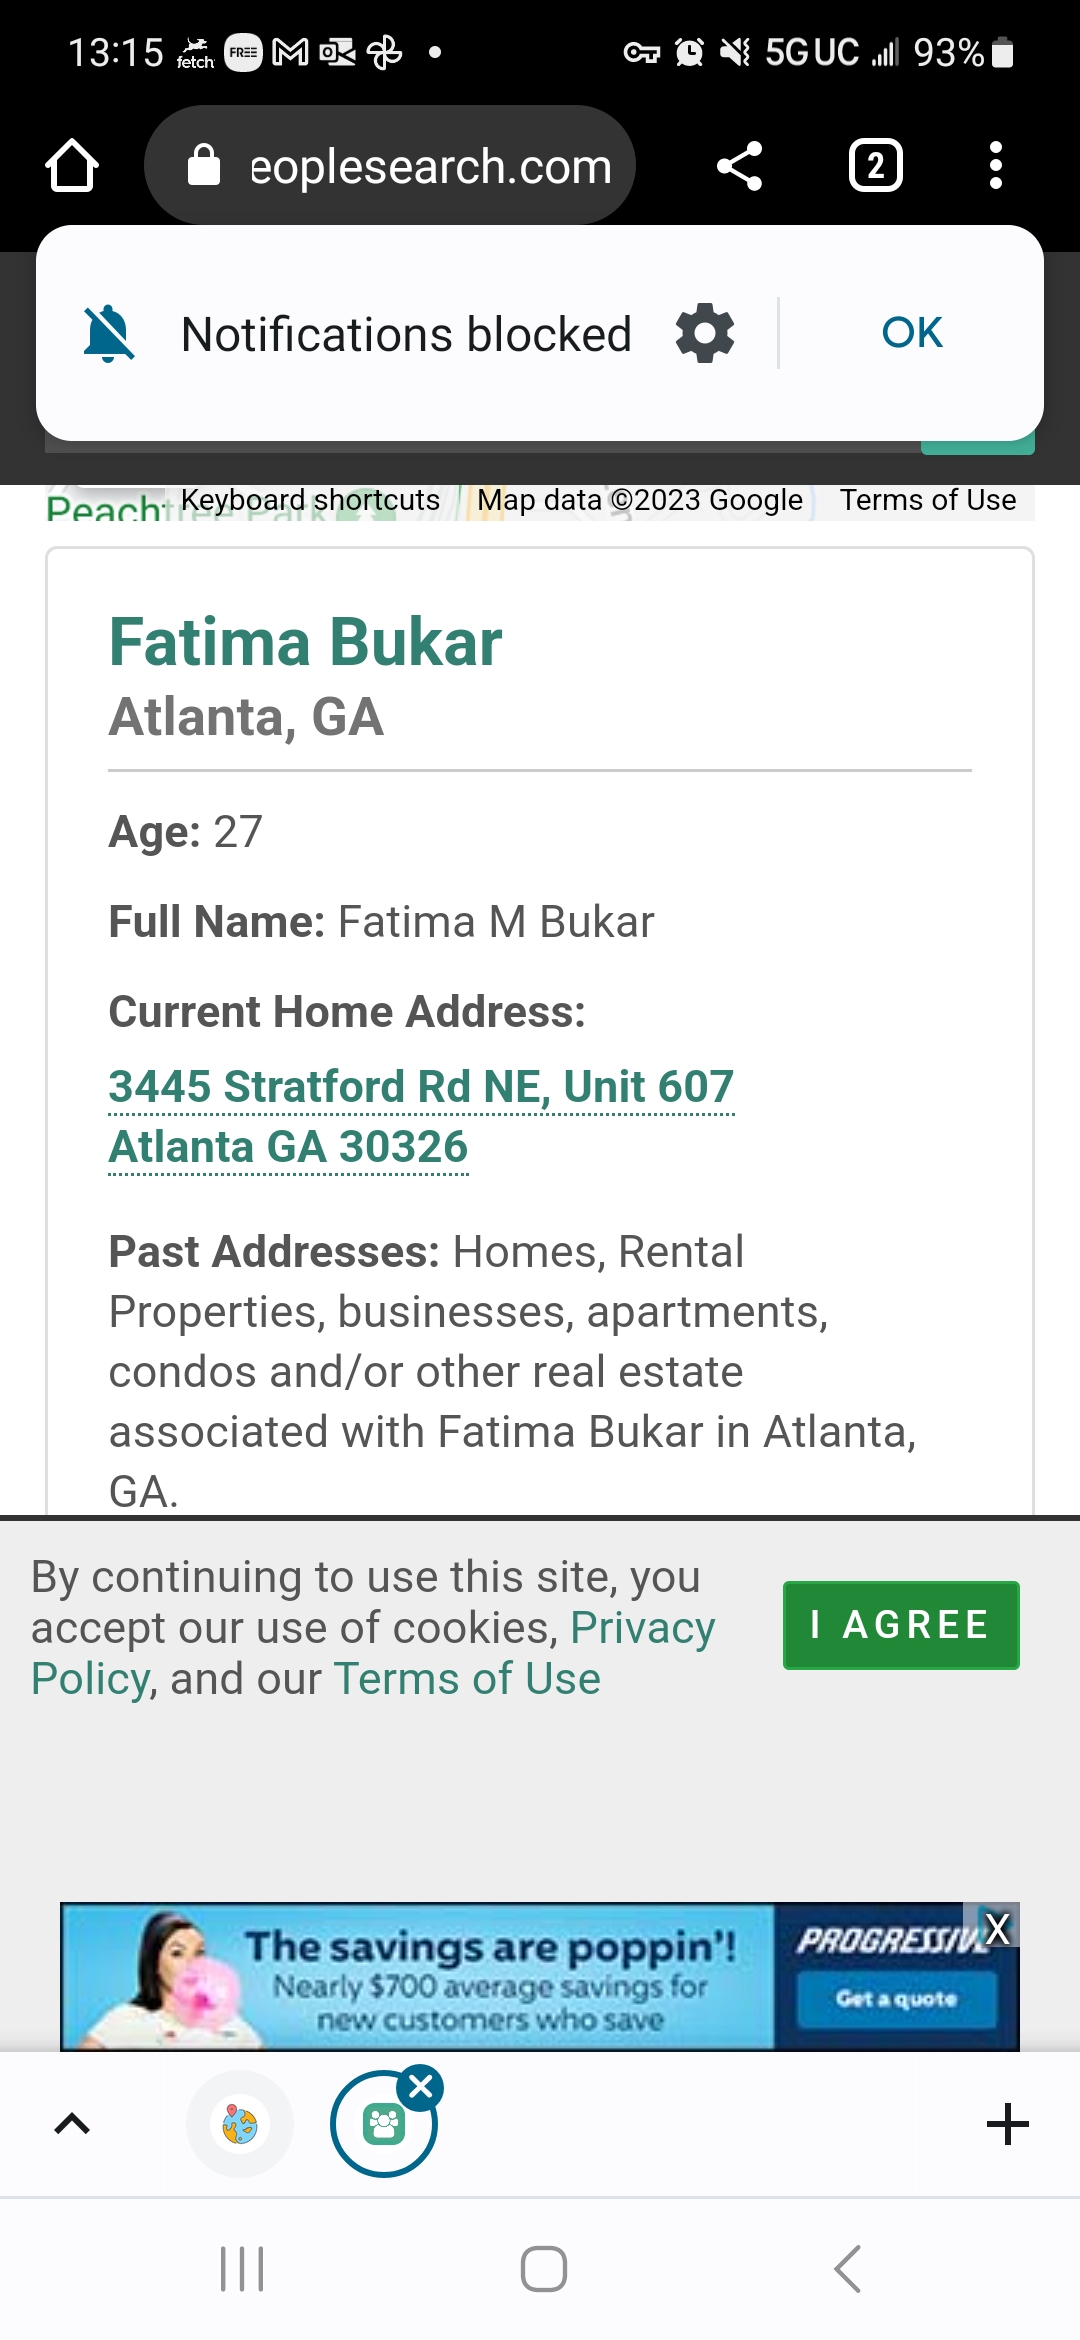 13:15 fetch FREE 5G UC 93%
eoplesearch.com 2
Notifications blocked OK
Peachtree Park Keyboard shortcuts Map data ©2023 Google Terms of Use
Fatima Bukar
Atlanta, GA
Age: 27
Full Name: Fatima M Bukar
Current Home Address:
3445 Stratford Rd NE, Unit 607
Atlanta GA 30326
Past Addresses: Homes, Rental
Properties, businesses, apartments,
condos and/or other real estate
associated with Fatima Bukar in Atlanta,
GA.
By continuing to use this site, you
accept our use of cookies, Privacy
Policy, and our Terms of Use
I AGREE
The savings are poppin'!
Nearly $700 average savings for
new customers who save
PROGRESSIVE
X
Get a quote